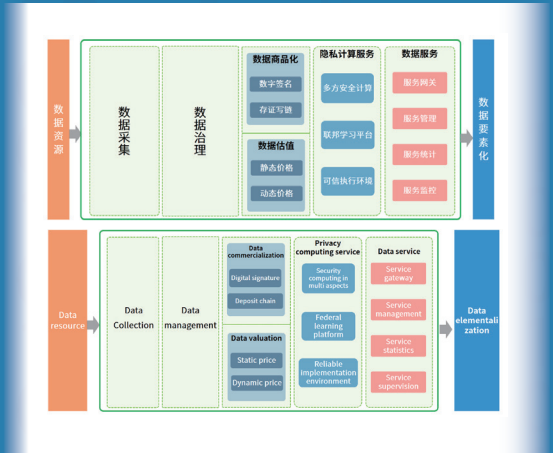 数据资源
数据采集
数据治理
数据商品化
数字签名
存证写链
数据估值
静态价格
动态价格
隐私计算服务
多方安全计算
联邦学习平台
可信执行环境
数据服务
服务网关
服务管理
服务统计
服务监控
数据要素化
Data
resource
Data
Collection
Data
management
Data
commercialization
Digital signature
Deposit chain
Data valuation
Static price
Dynamic price
Privacy
computing service
Security
computing in
multi aspects
Federal
learning
platform
Reliable
implementation
environment
Data service
Service
gateway
Service
management
Service
statistics
Service
supervision
Data
elementali
zation